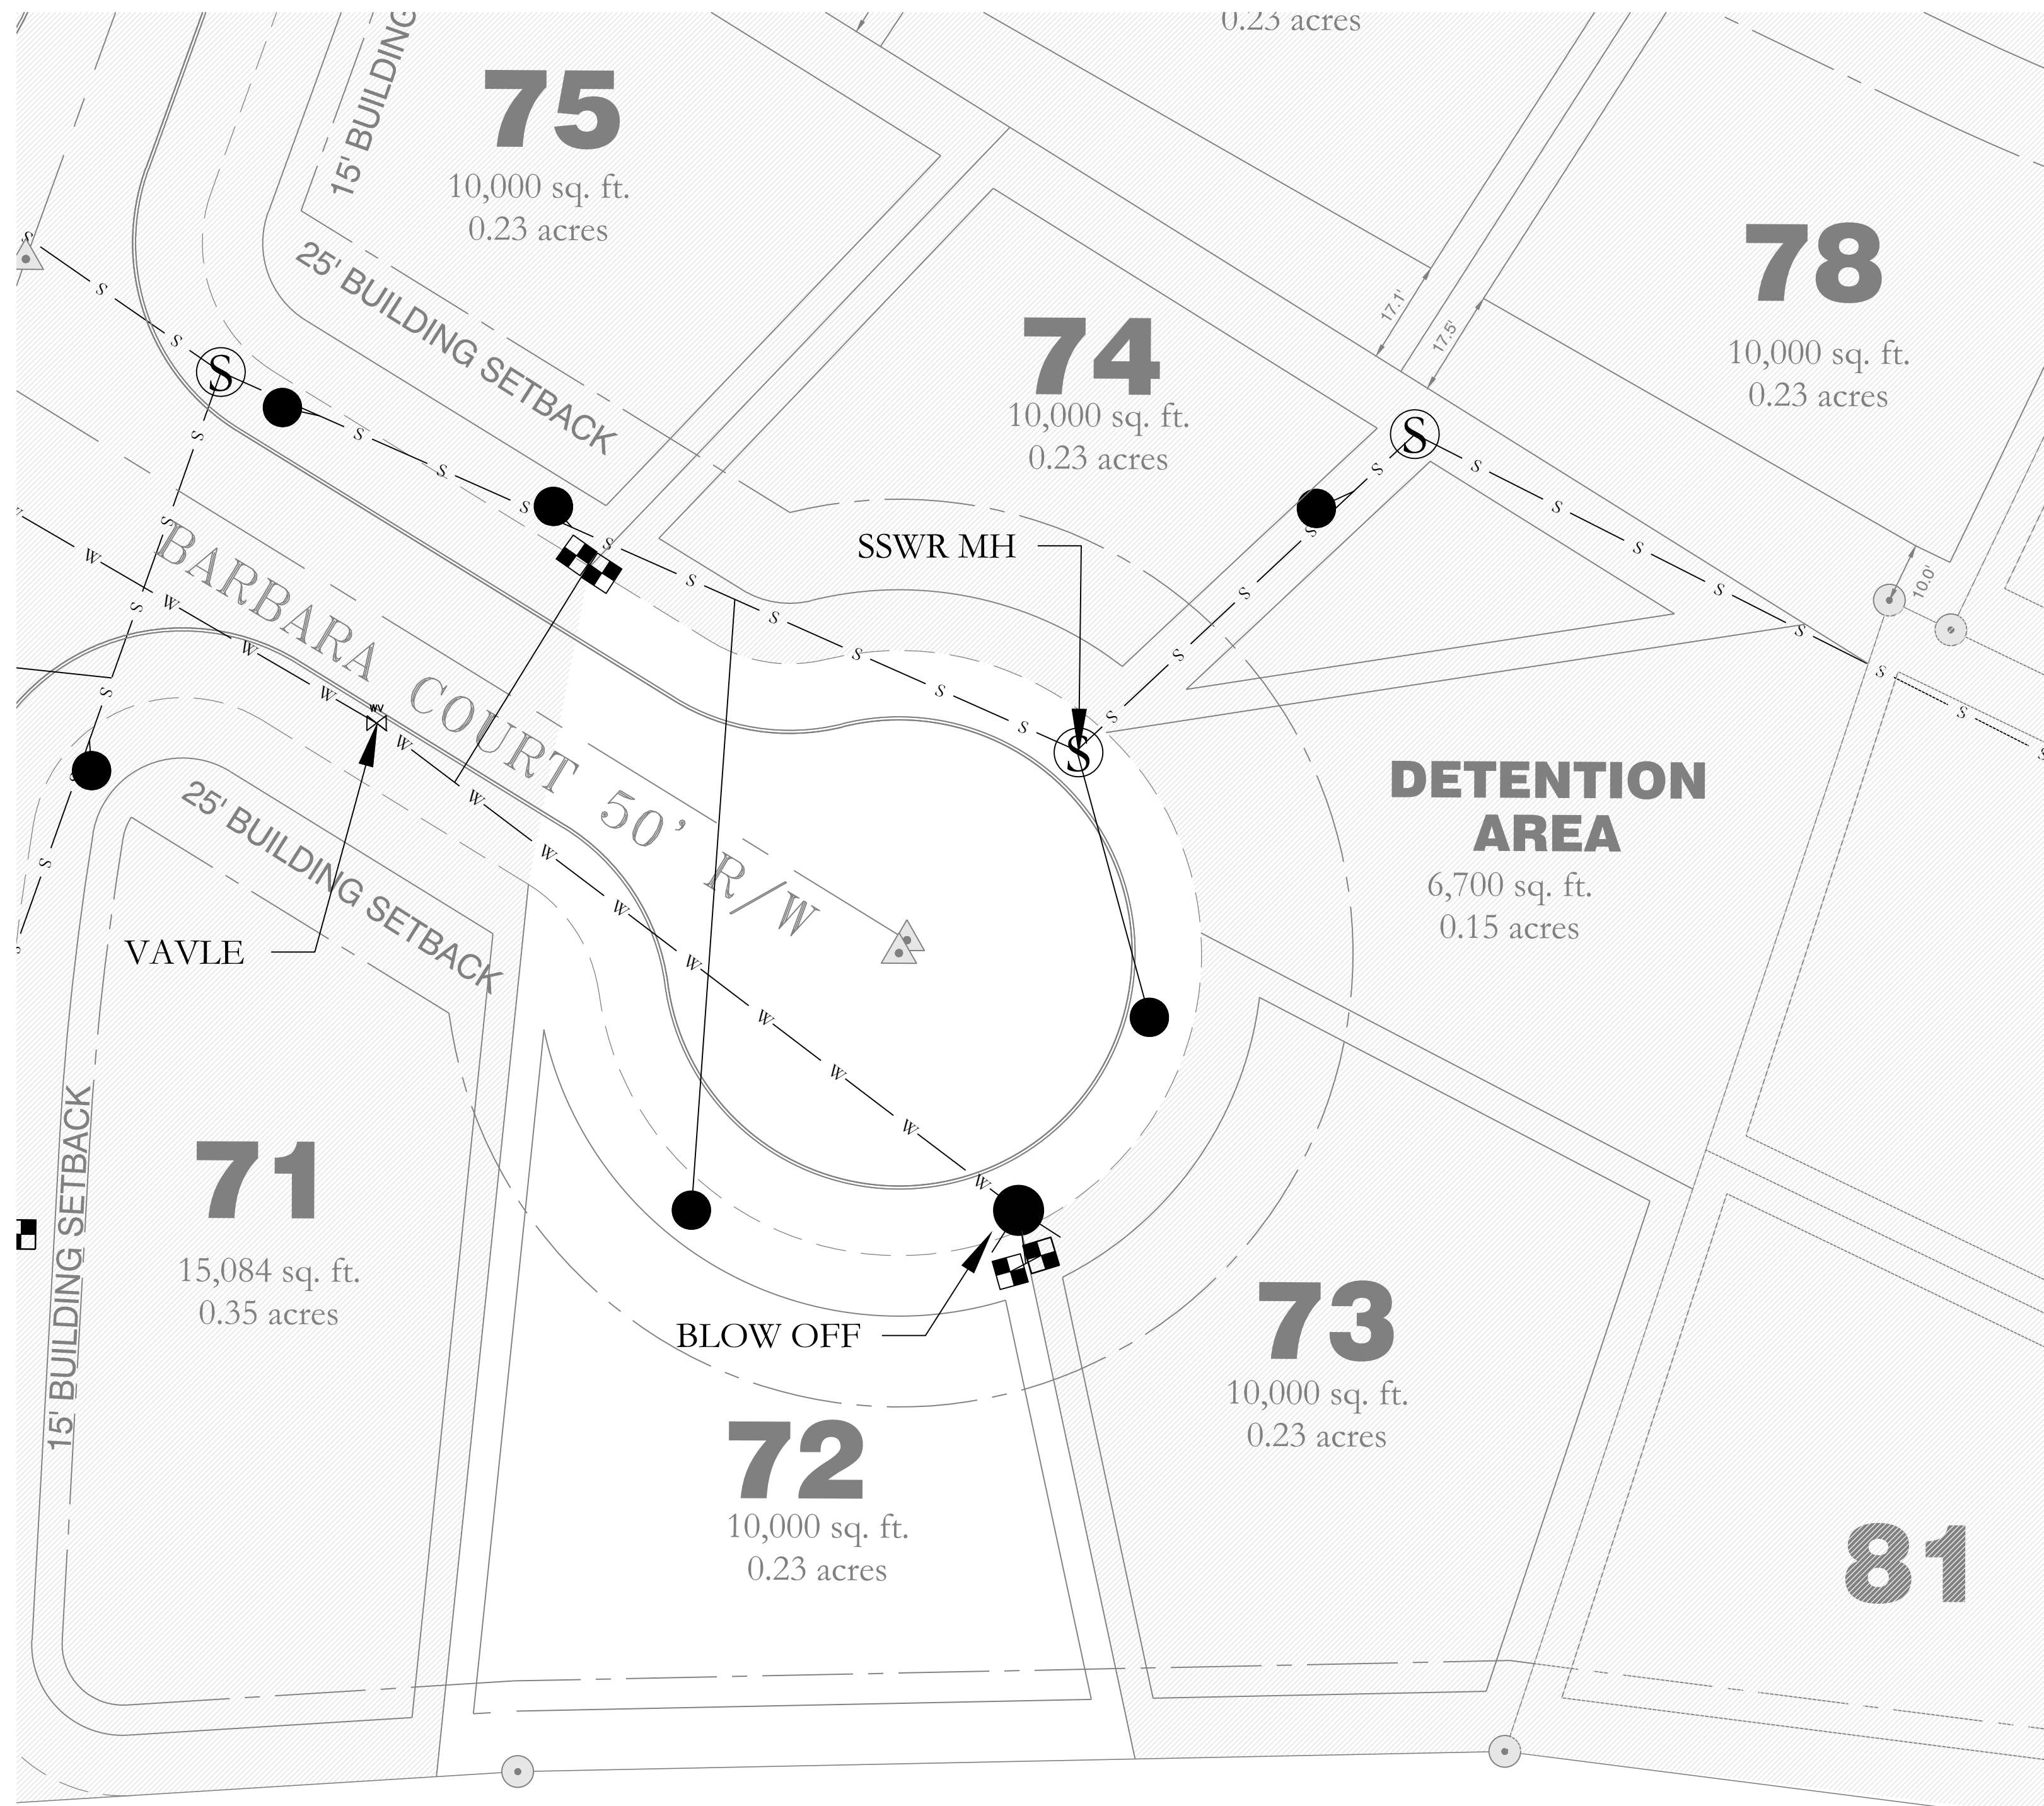 0.23 acres
15' BUILDING
75
10,000 sq. ft.
0.23 acres
25' BUILDING SETBACK
74
10,000 sq. ft.
0.23 acres
17.1'
17.5'
78
10,000 sq. ft.
0.23 acres
10.0'
S
S
S
SSWR MH
BARBARA COURT 50' R/W
WV
VAVLE
25' BUILDING SETBACK
DETENTION
AREA
6,700 sq. ft.
0.15 acres
15' BUILDING SETBACK
71
15,084 sq. ft.
0.35 acres
BLOW OFF
72
10,000 sq. ft.
0.23 acres
73
10,000 sq. ft.
0.23 acres
81